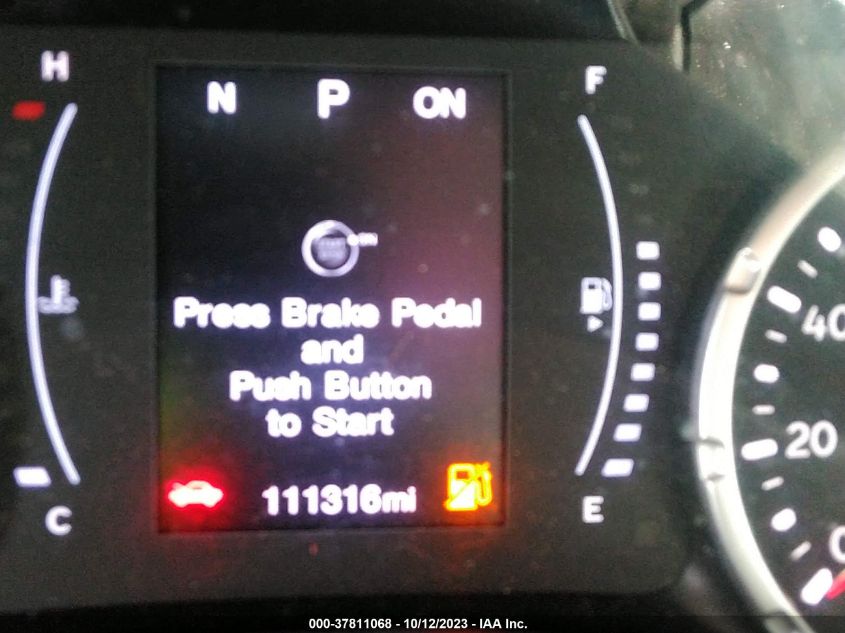 H
N P ON
F
Press Brake Pedal
and
Push Button
to Start
40
20
0
111316mi
C
E
000-37811068 - 10/12/2023 - IAA Inc.